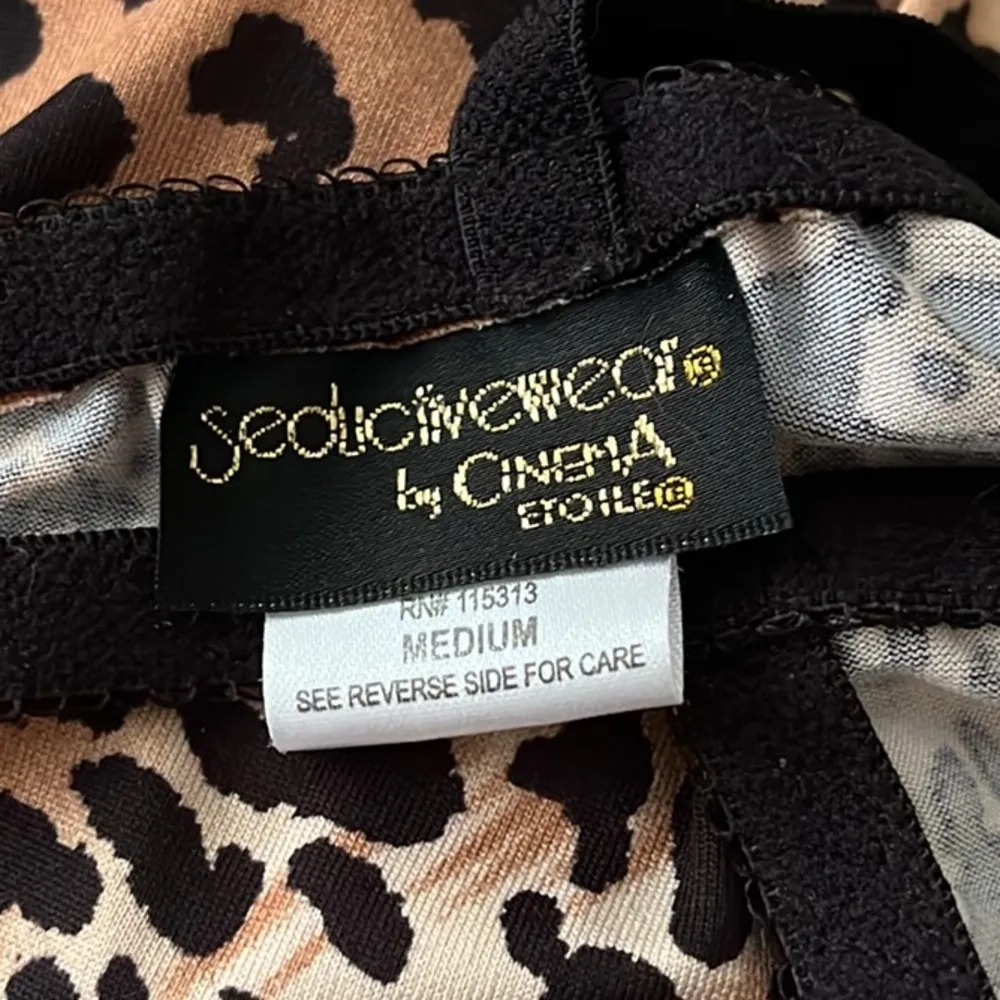 Seductivewear®
by CINEMA
ETOILE®
RN# 115313
MEDIUM
SEE REVERSE SIDE FOR CARE